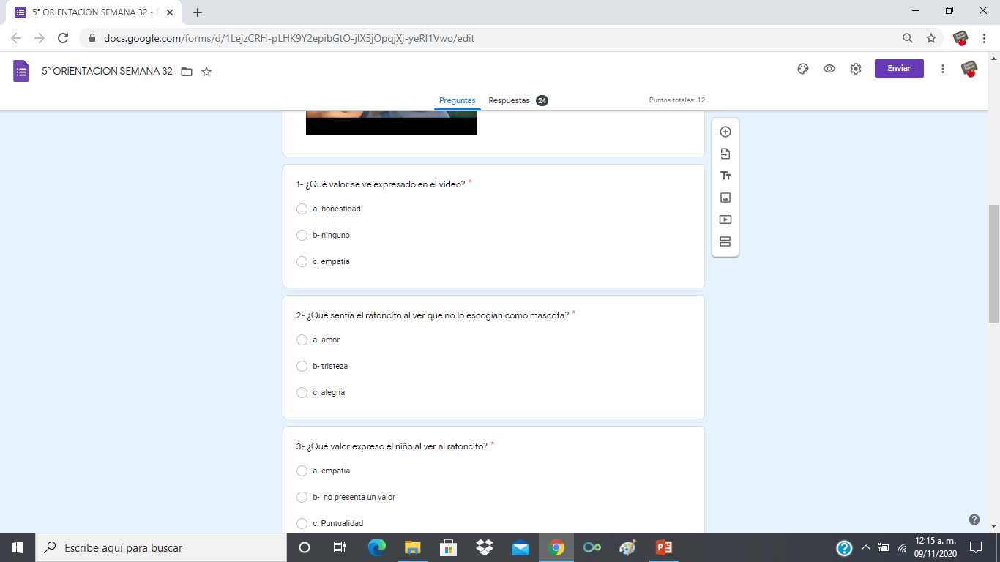 5° ORIENTACION SEMANA 32 - F
docs.google.com/forms/d/1LejzCRH-pLHK9Y2epibGtO-jIX5jOpqjXj-yeRl1Vwo/edit
5° ORIENTACION SEMANA 32
Enviar
Preguntas Respuestas 24
Puntos totales: 12
1- ¿Qué valor se ve expresado en el video? *
a- honestidad
b- ninguno
c. empatía
2- ¿Qué sentía el ratoncito al ver que no lo escogían como mascota? *
a- amor
b- tristeza
c. alegría
3- ¿Qué valor expreso el niño al ver al ratoncito? *
a- empatia
b- no presenta un valor
c. Puntualidad
Escribe aquí para buscar
12:15 a. m.
09/11/2020